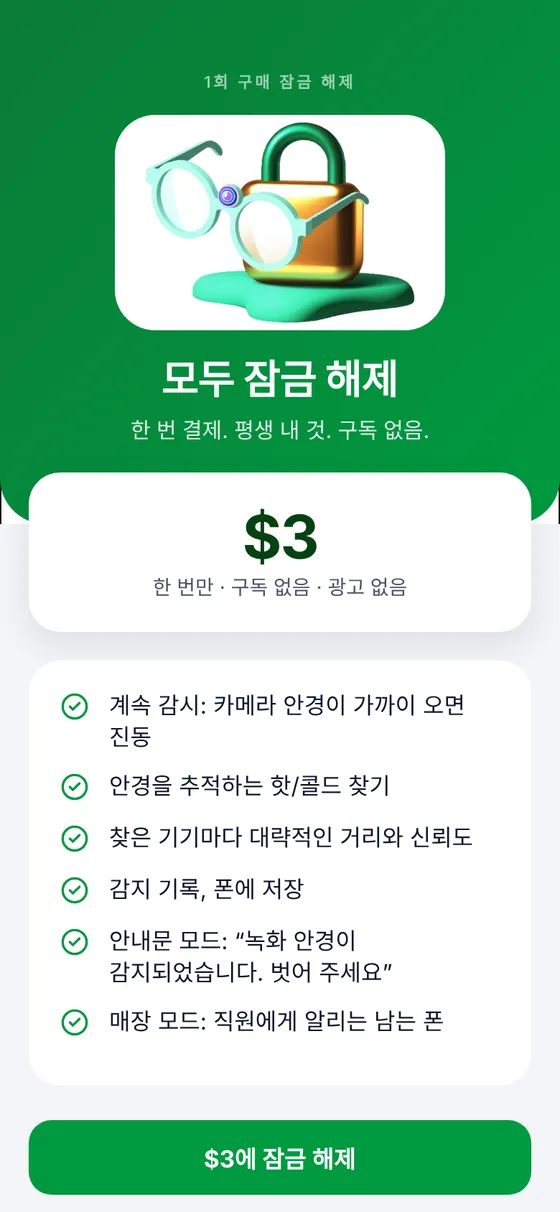 1회 구매 잠금 해제
모두 잠금 해제
한 번 결제. 평생 내 것. 구독 없음.
$3
한 번만 · 구독 없음 · 광고 없음
계속 감시: 카메라 안경이 가까이 오면
진동
안경을 추적하는 핫/콜드 찾기
찾은 기기마다 대략적인 거리와 신뢰도
감지 기록, 폰에 저장
안내문 모드: “녹화 안경이
감지되었습니다. 벗어 주세요”
매장 모드: 직원에게 알리는 남는 폰
$3에 잠금 해제